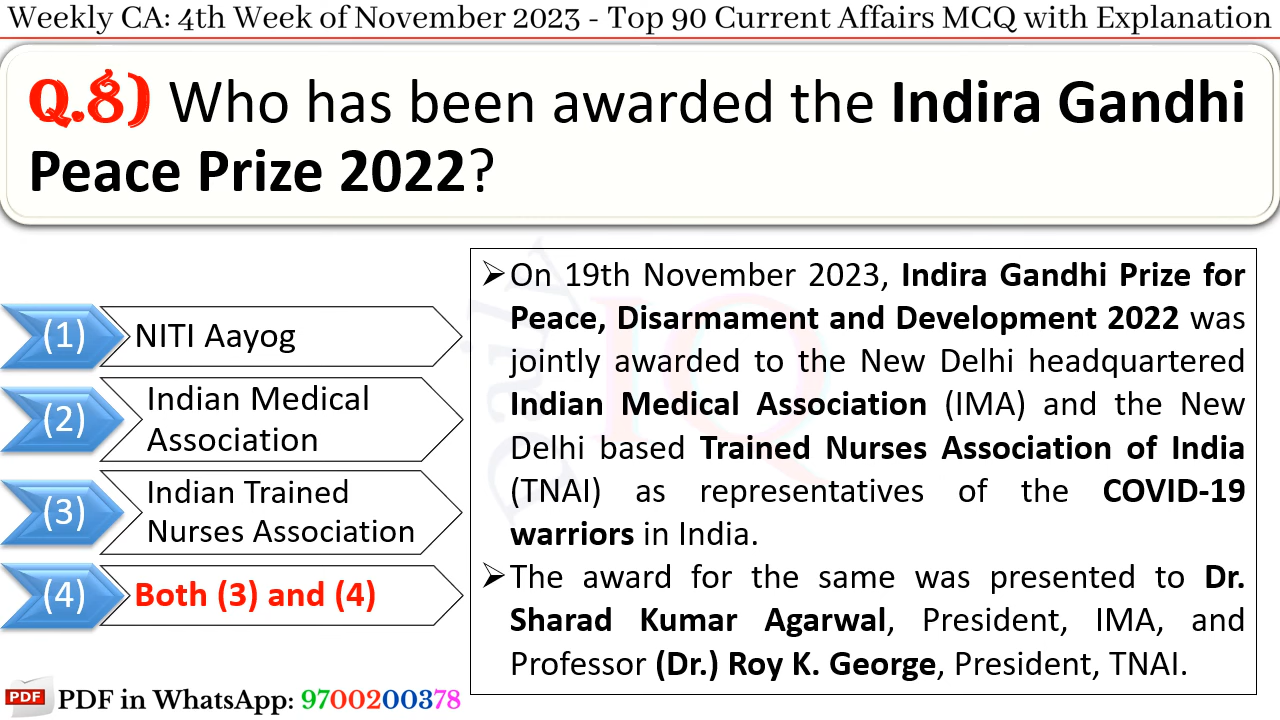 Weekly CA: 4th Week of November 2023 - Top 90 Current Affairs MCQ with Explanation
Q.8) Who has been awarded the Indira Gandhi
Peace Prize 2022?
(1) NITI Aayog
(2) Indian Medical
Association
(3) Indian Trained
Nurses Association
(4) Both (3) and (4)
➢On 19th November 2023, Indira Gandhi Prize for
Peace, Disarmament and Development 2022 was
jointly awarded to the New Delhi headquartered
Indian Medical Association (IMA) and the New
Delhi based Trained Nurses Association of India
(TNAI) as representatives of the COVID-19
warriors in India.
➢The award for the same was presented to Dr.
Sharad Kumar Agarwal, President, IMA, and
Professor (Dr.) Roy K. George, President, TNAI.
Daily
IQ
PDF PDF in WhatsApp: 9700200378